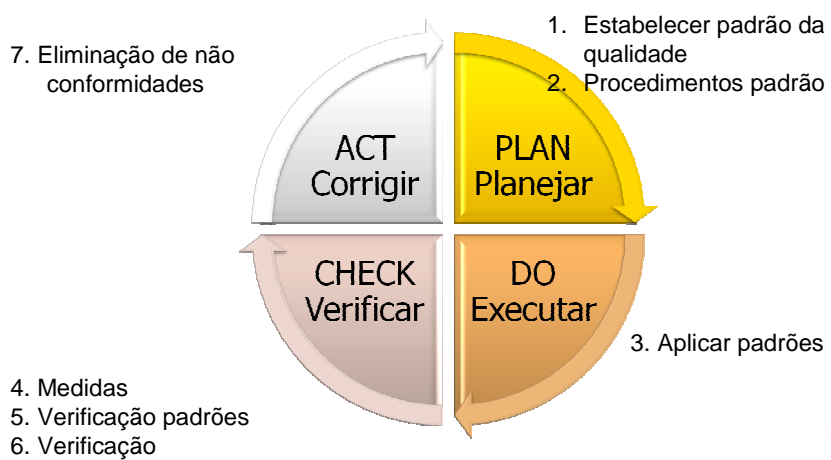 1. Estabelecer padrão da
qualidade
2. Procedimentos padrão
7. Eliminação de não
conformidades
ACT
Corrigir
PLAN
Planejar
CHECK
Verificar
DO
Executar
3. Aplicar padrões
4. Medidas
5. Verificação padrões
6. Verificação